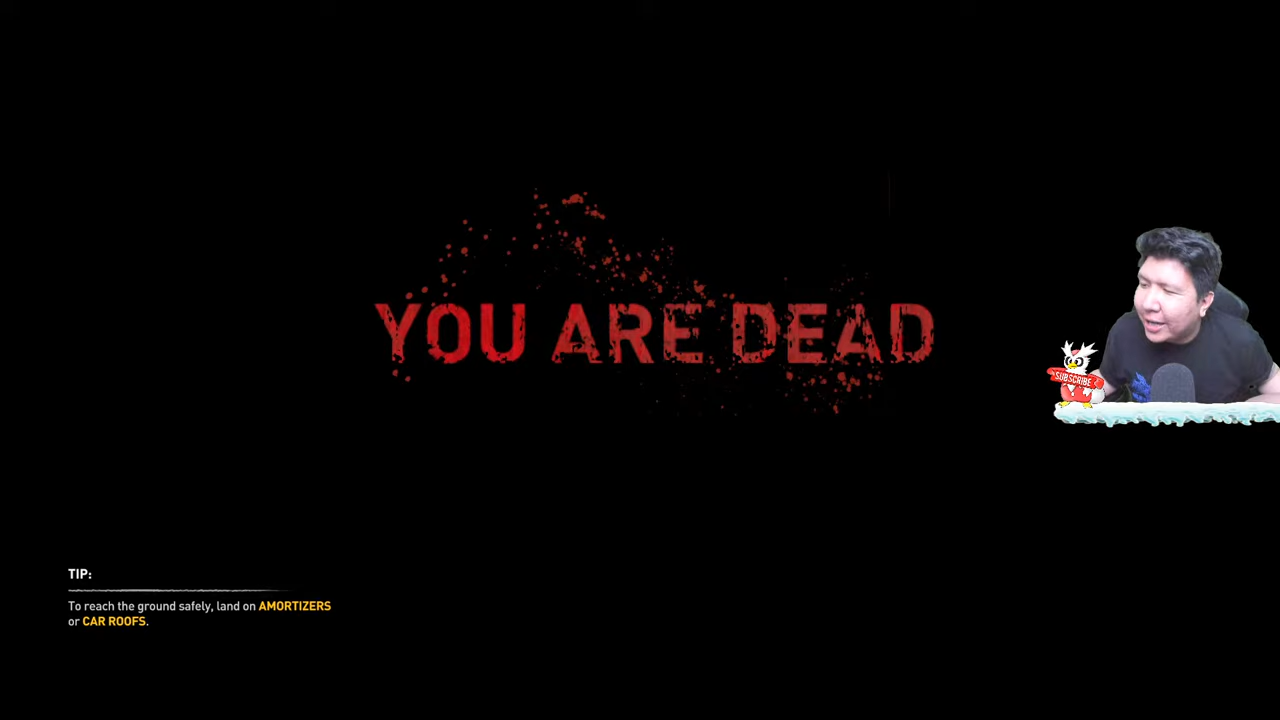 YOU ARE DEAD
SUBSCRIBE
TIP:
To reach the ground safely, land on AMORTIZERS
or CAR ROOFS.